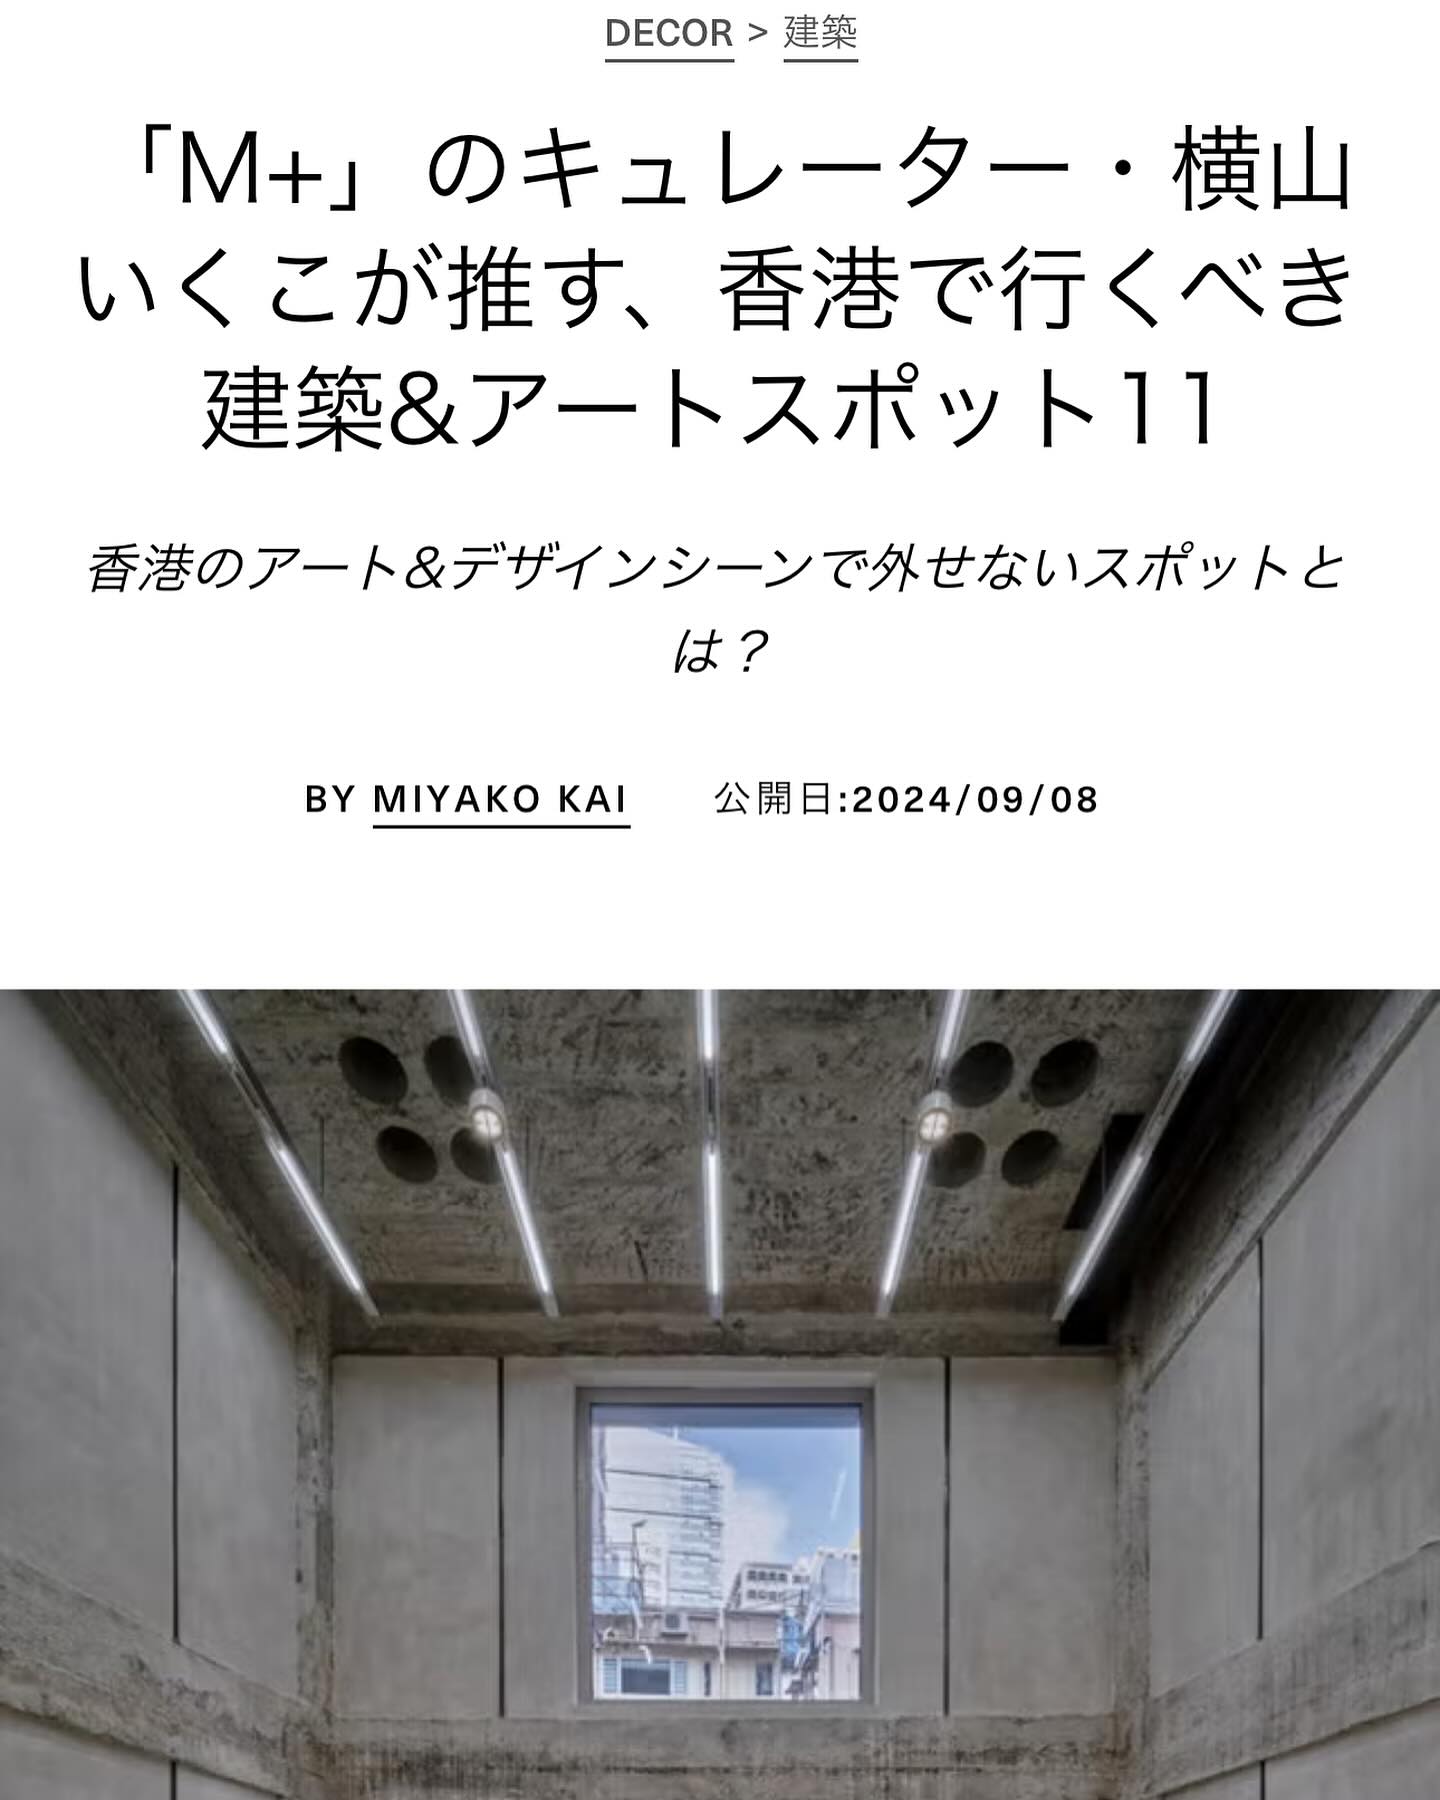 DECOR > 建築
「M+」のキュレーター・横山
いくこが推す、香港で行くべき
建築&アートスポット11
香港のアート&デザインシーンで外せないスポットと
は？
BY MIYAKO KAI 公開日:2024/09/08